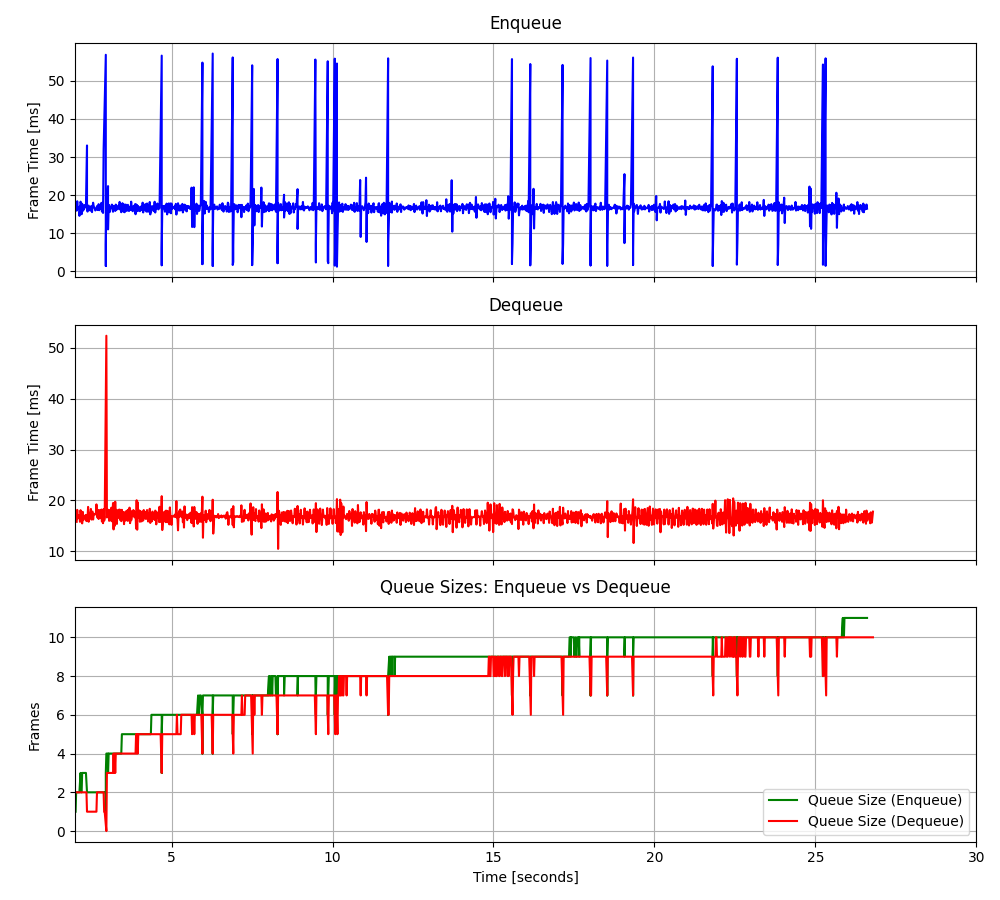 Enqueue
Frame Time [ms]
50
40
30
20
10
0
Dequeue
Frame Time [ms]
50
40
30
20
10
Queue Sizes: Enqueue vs Dequeue
Frames
10
8
6
4
2
0
Queue Size (Enqueue)
Queue Size (Dequeue)
5 10 15 20 25 30
Time [seconds]